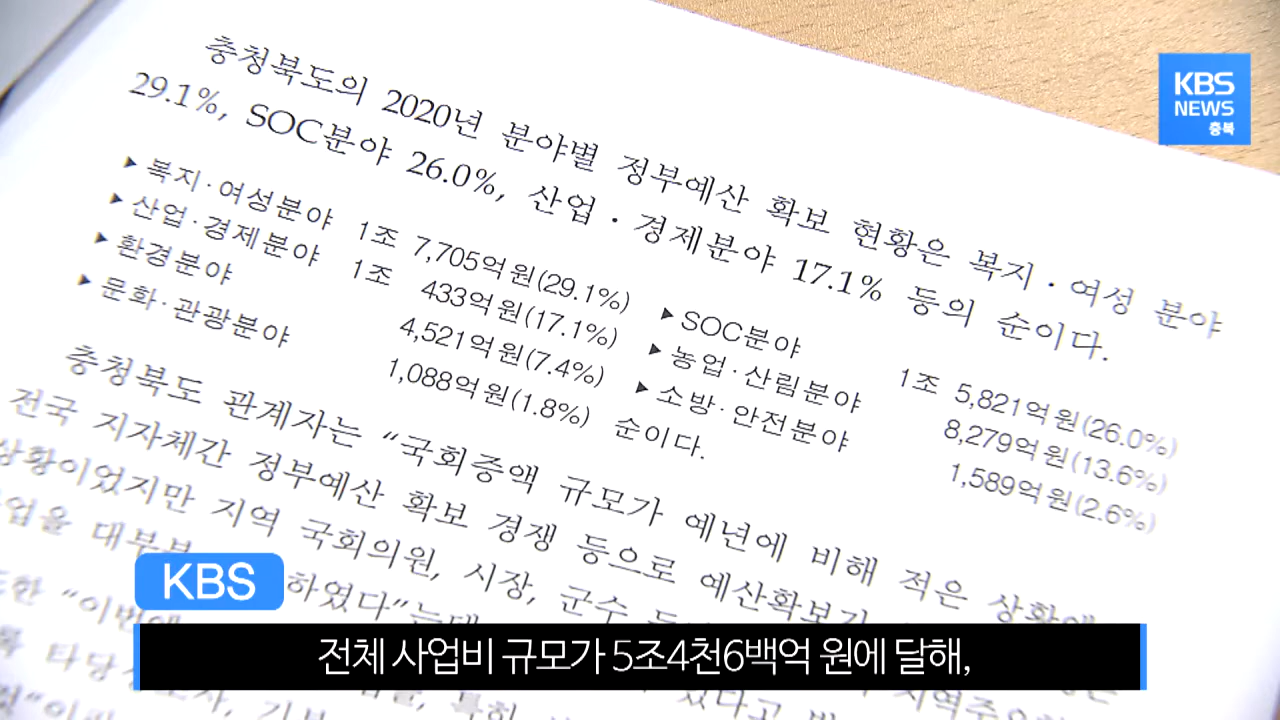 충청북도의 2020년 분야별 정부예산 확보 현황은 복지·여성 분야
29.1%, SOC분야 26.0%, 산업·경제분야 17.1% 등의 순이다.
▶ 복지·여성분야 1조 7,705억원(29.1%) ▶ SOC분야 1조 5,821억원(26.0%)
▶ 산업·경제분야 1조 433억원(17.1%) ▶ 농업·산림분야 8,279억원(13.6%)
▶ 환경분야 4,521억원(7.4%) ▶ 소방·안전분야 1,589억원(2.6%)
▶ 문화·관광분야 1,088억원(1.8%) 순이다.
충청북도 관계자는 “국회증액 규모가 예년에 비해 적은 상황에
전국 지자체간 정부예산 확보 경쟁 등으로
상황이었지만 지역 국회의원, 시장, 군수
대부분 하였다”는데
KBS
NEWS
충북
KBS
전체 사업비 규모가 5조4천6백억 원에 달해,